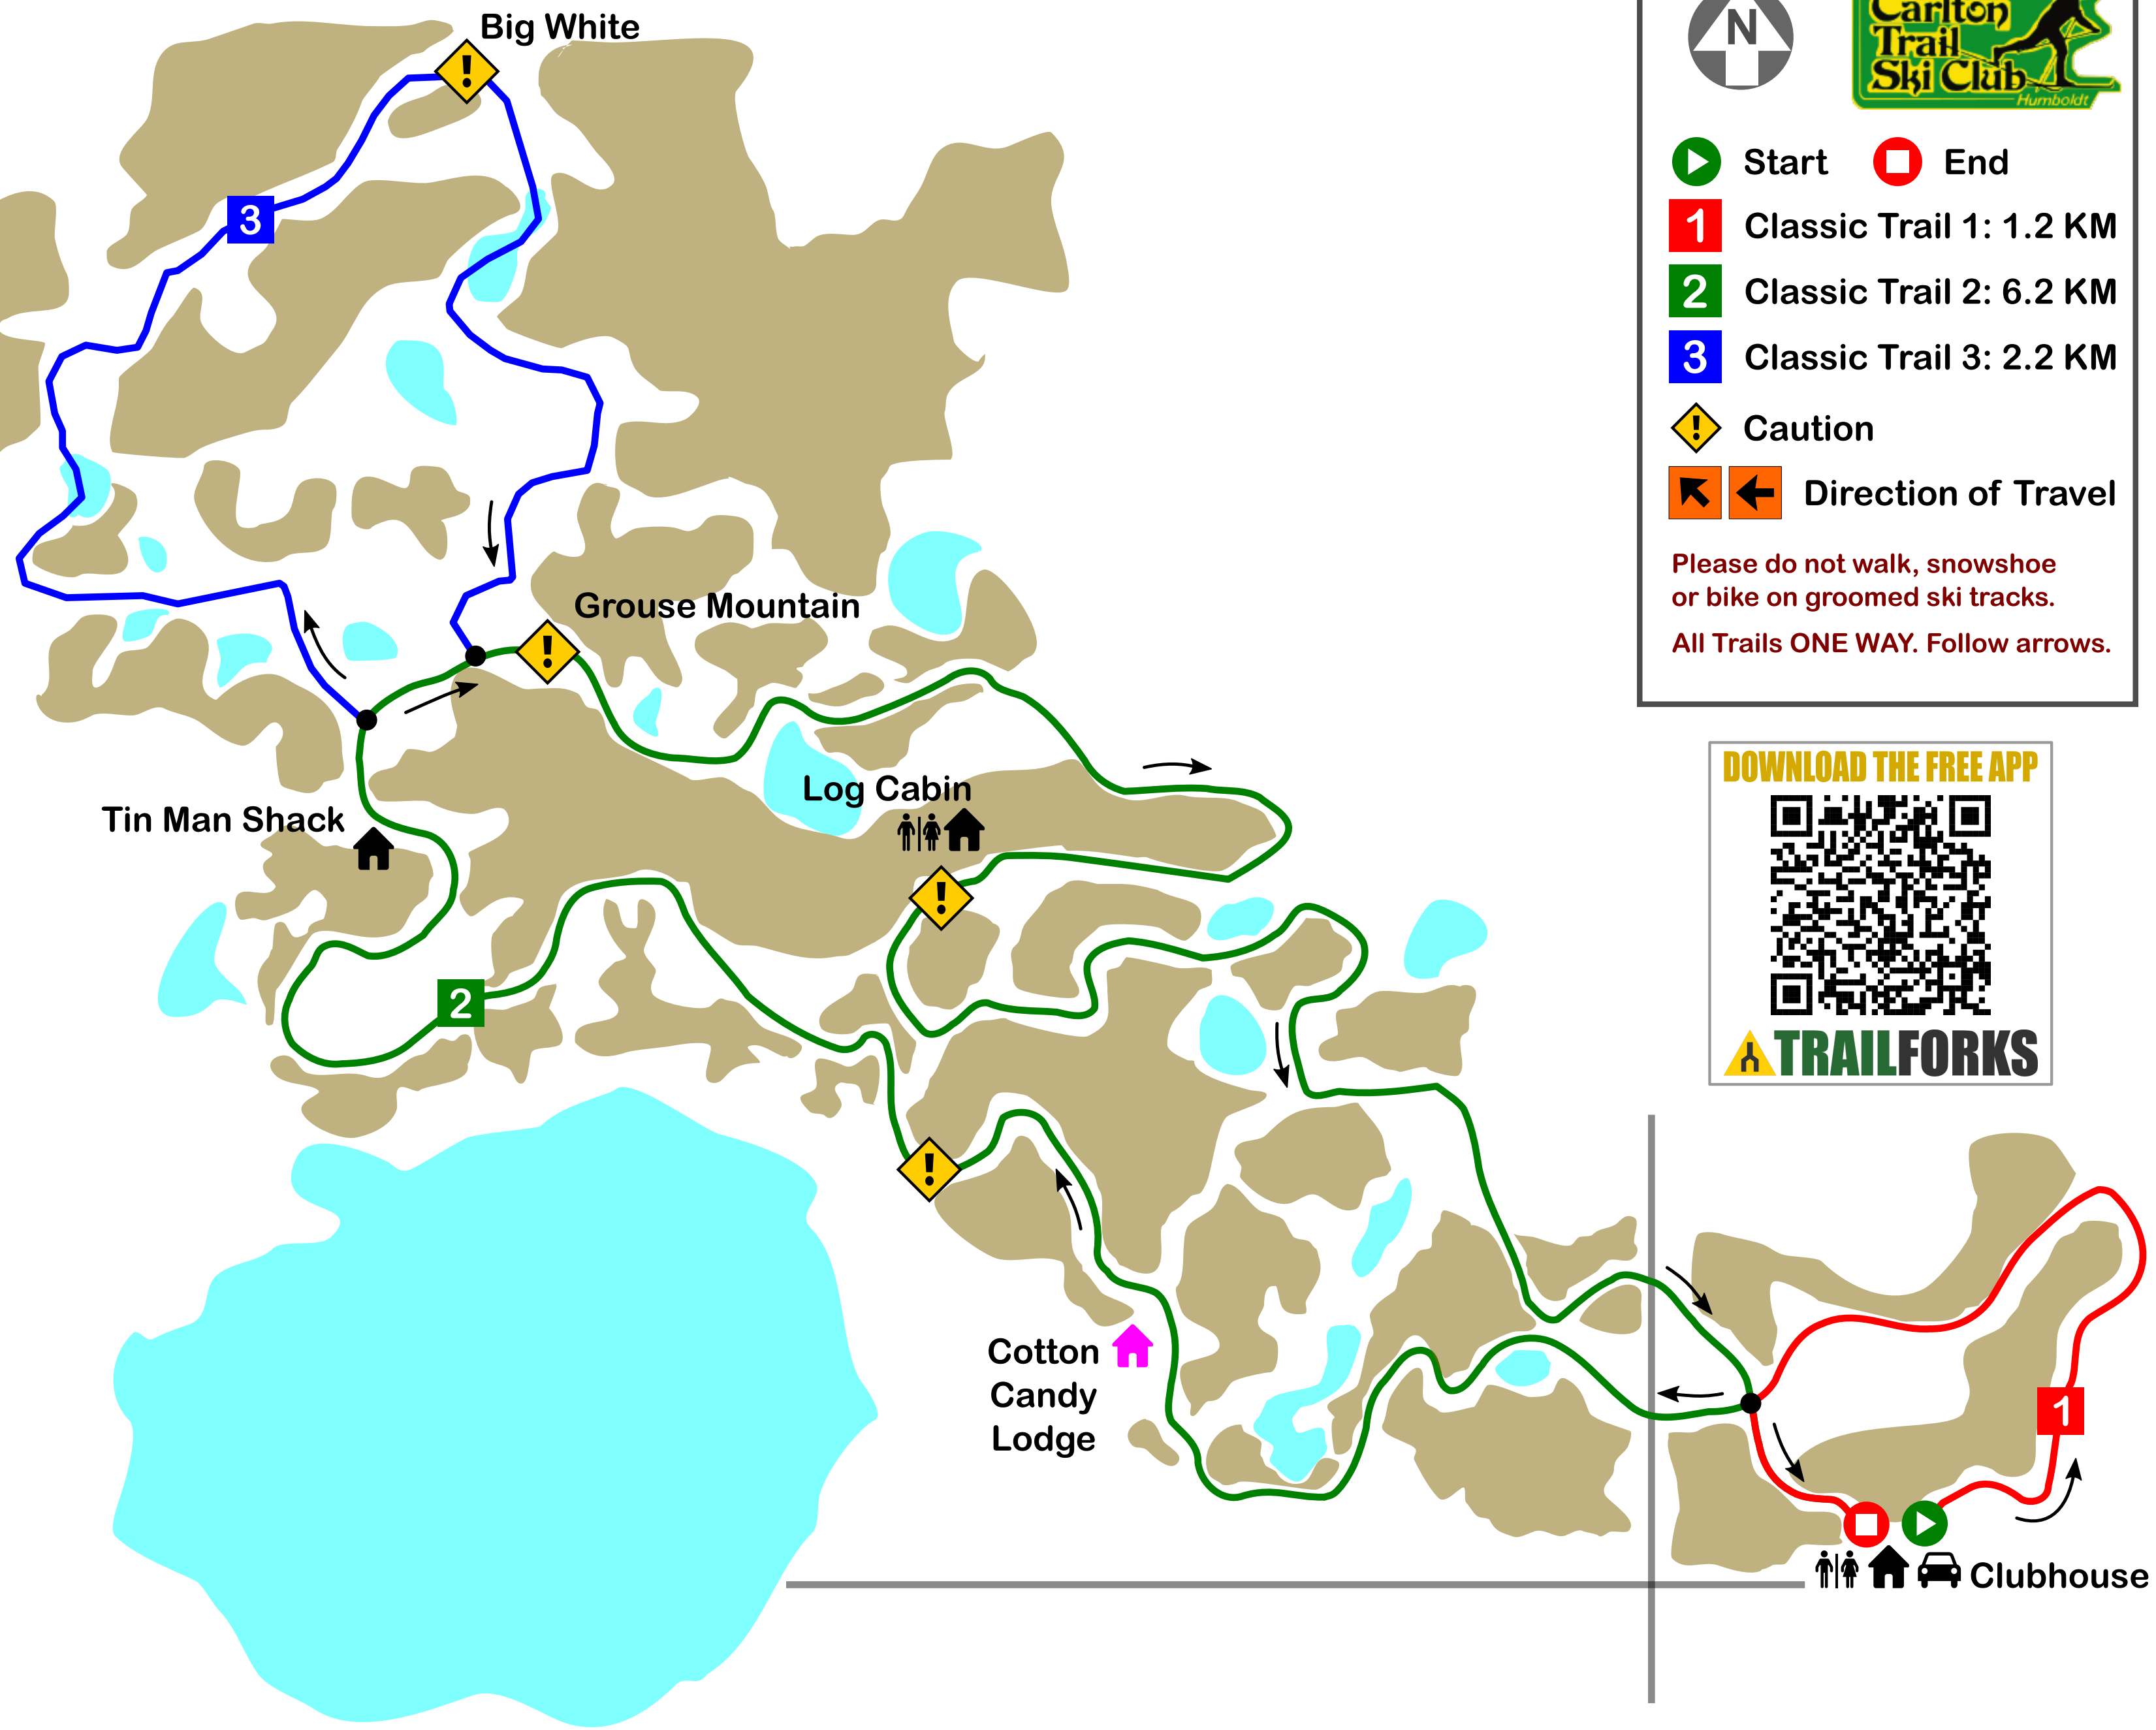 Big White
N
Carlton
Trail
Ski Club
Humboldt
Start
End
1 Classic Trail 1: 1.2 KM
2 Classic Trail 2: 6.2 KM
3 Classic Trail 3: 2.2 KM
! Caution
Direction of Travel
Please do not walk, snowshoe
or bike on groomed ski tracks.
All Trails ONE WAY. Follow arrows.
!
3
Grouse Mountain
!
DOWNLOAD THE FREE APP
TRAILFORKS
Log Cabin
Tin Man Shack
!
2
!
Cotton
Candy
Lodge
1
Clubhouse